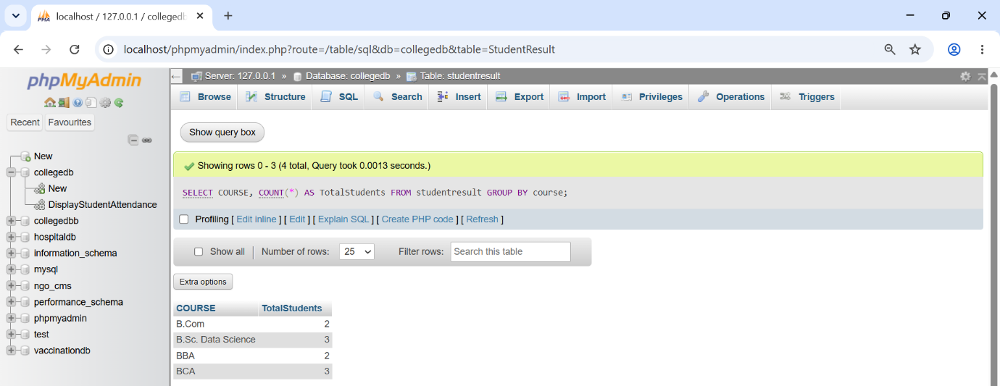 localhost / 127.0.0.1 / collegedb
localhost/phpmyadmin/index.php?route=/table/sql&db=collegedb&table=StudentResult
phpMyAdmin
Recent Favourites
New
collegedb
New
DisplayStudentAttendance
collegedbb
hospitaldb
information_schema
mysql
ngo_cms
performance_schema
phpmyadmin
test
vaccinationdb
Server: 127.0.0.1 » Database: collegedb » Table: studentresult
Browse Structure SQL Search Insert Export Import Privileges Operations Triggers
Show query box
Showing rows 0 - 3 (4 total, Query took 0.0013 seconds.)
SELECT COURSE, COUNT(*) AS TotalStudents FROM studentresult GROUP BY course;
Profiling [ Edit inline ] [ Edit ] [ Explain SQL ] [ Create PHP code ] [ Refresh ]
Show all | Number of rows: 25 Filter rows: Search this table
Extra options
COURSE TotalStudents
B.Com 2
B.Sc. Data Science 3
BBA 2
BCA 3